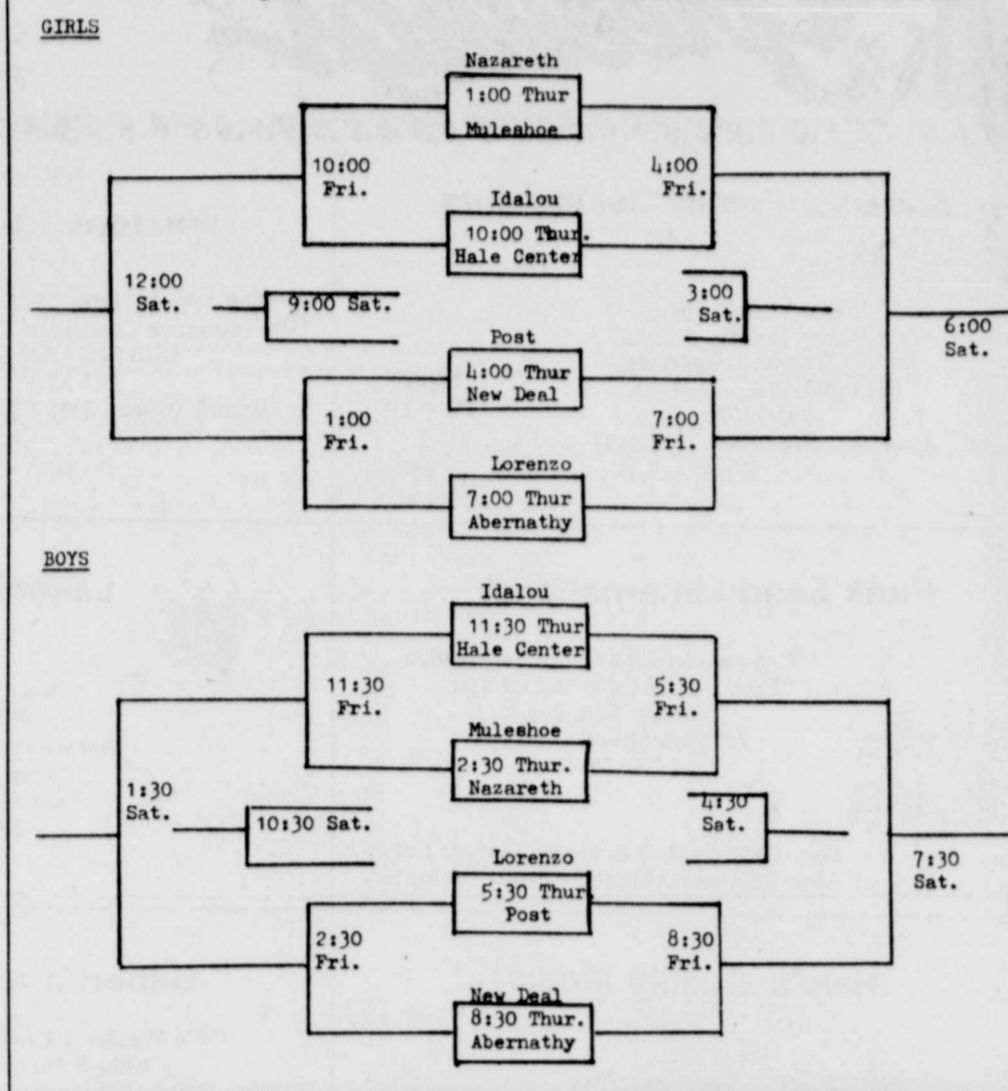 GIRLS
Nazareth
1:00 Thur
Muleshoe
10:00
Fri.
4:00
Fri.
Idalou
10:00 Thur.
Hale Center
12:00
Sat.
9:00 Sat.
3:00
Sat.
6:00
Sat.
Post
4:00 Thur
New Deal
1:00
Fri.
7:00
Fri.
Lorenzo
7:00 Thur
Abernathy
BOYS
Idalou
11:30 Thur
Hale Center
11:30
Fri.
5:30
Fri.
Muleshoe
2:30 Thur.
Nazareth
1:30
Sat.
10:30 Sat.
4:30
Sat.
7:30
Sat.
Lorenzo
5:30 Thur.
Post
2:30
Fri.
8:30
Fri.
New Deal
8:30 Thur.
Abernathy